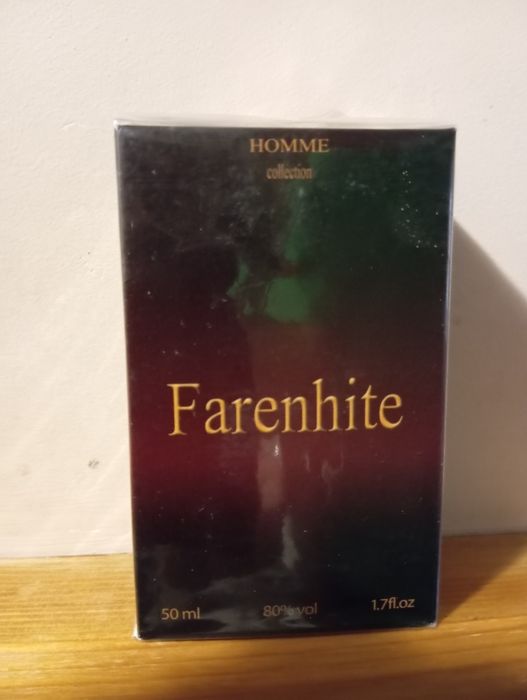 HOMME
collection
Farenhite
50 ml 80% vol 1.7fl.oz